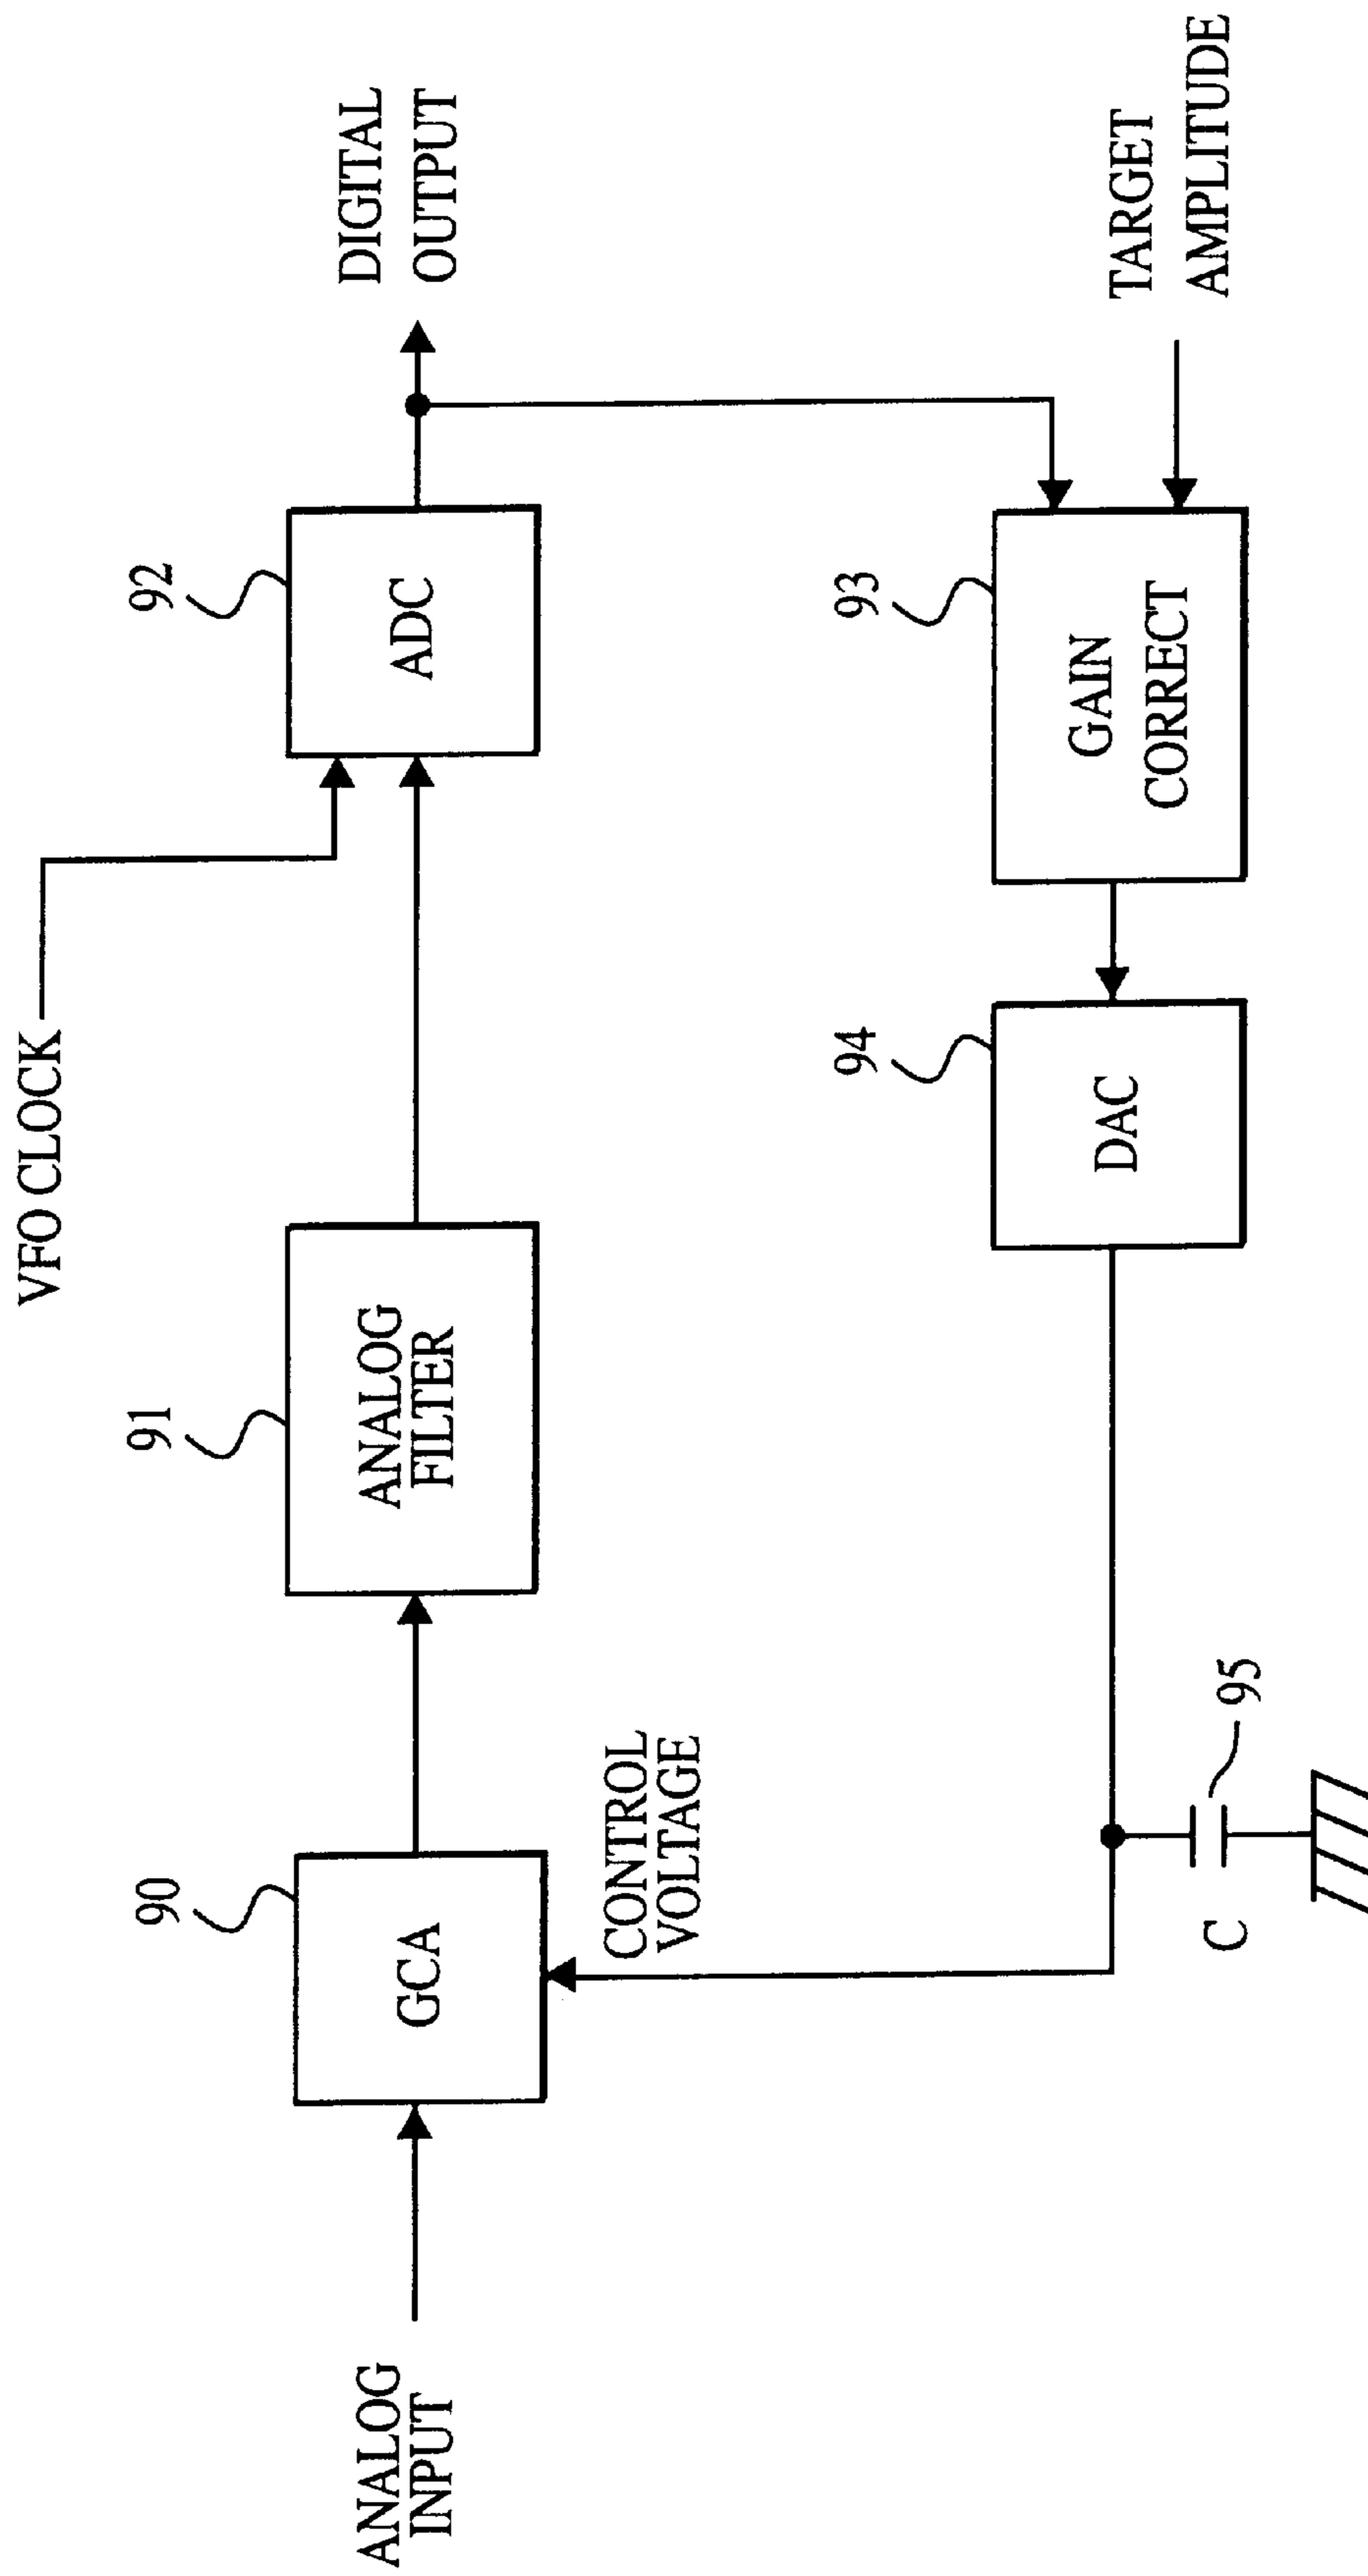 VFO CLOCK
90
91
92
ANALOG
INPUT
GCA
ANALOG
FILTER
ADC
DIGITAL
OUTPUT
CONTROL
VOLTAGE
94
93
DAC
GAIN
CORRECT
TARGET
AMPLITUDE
C
95